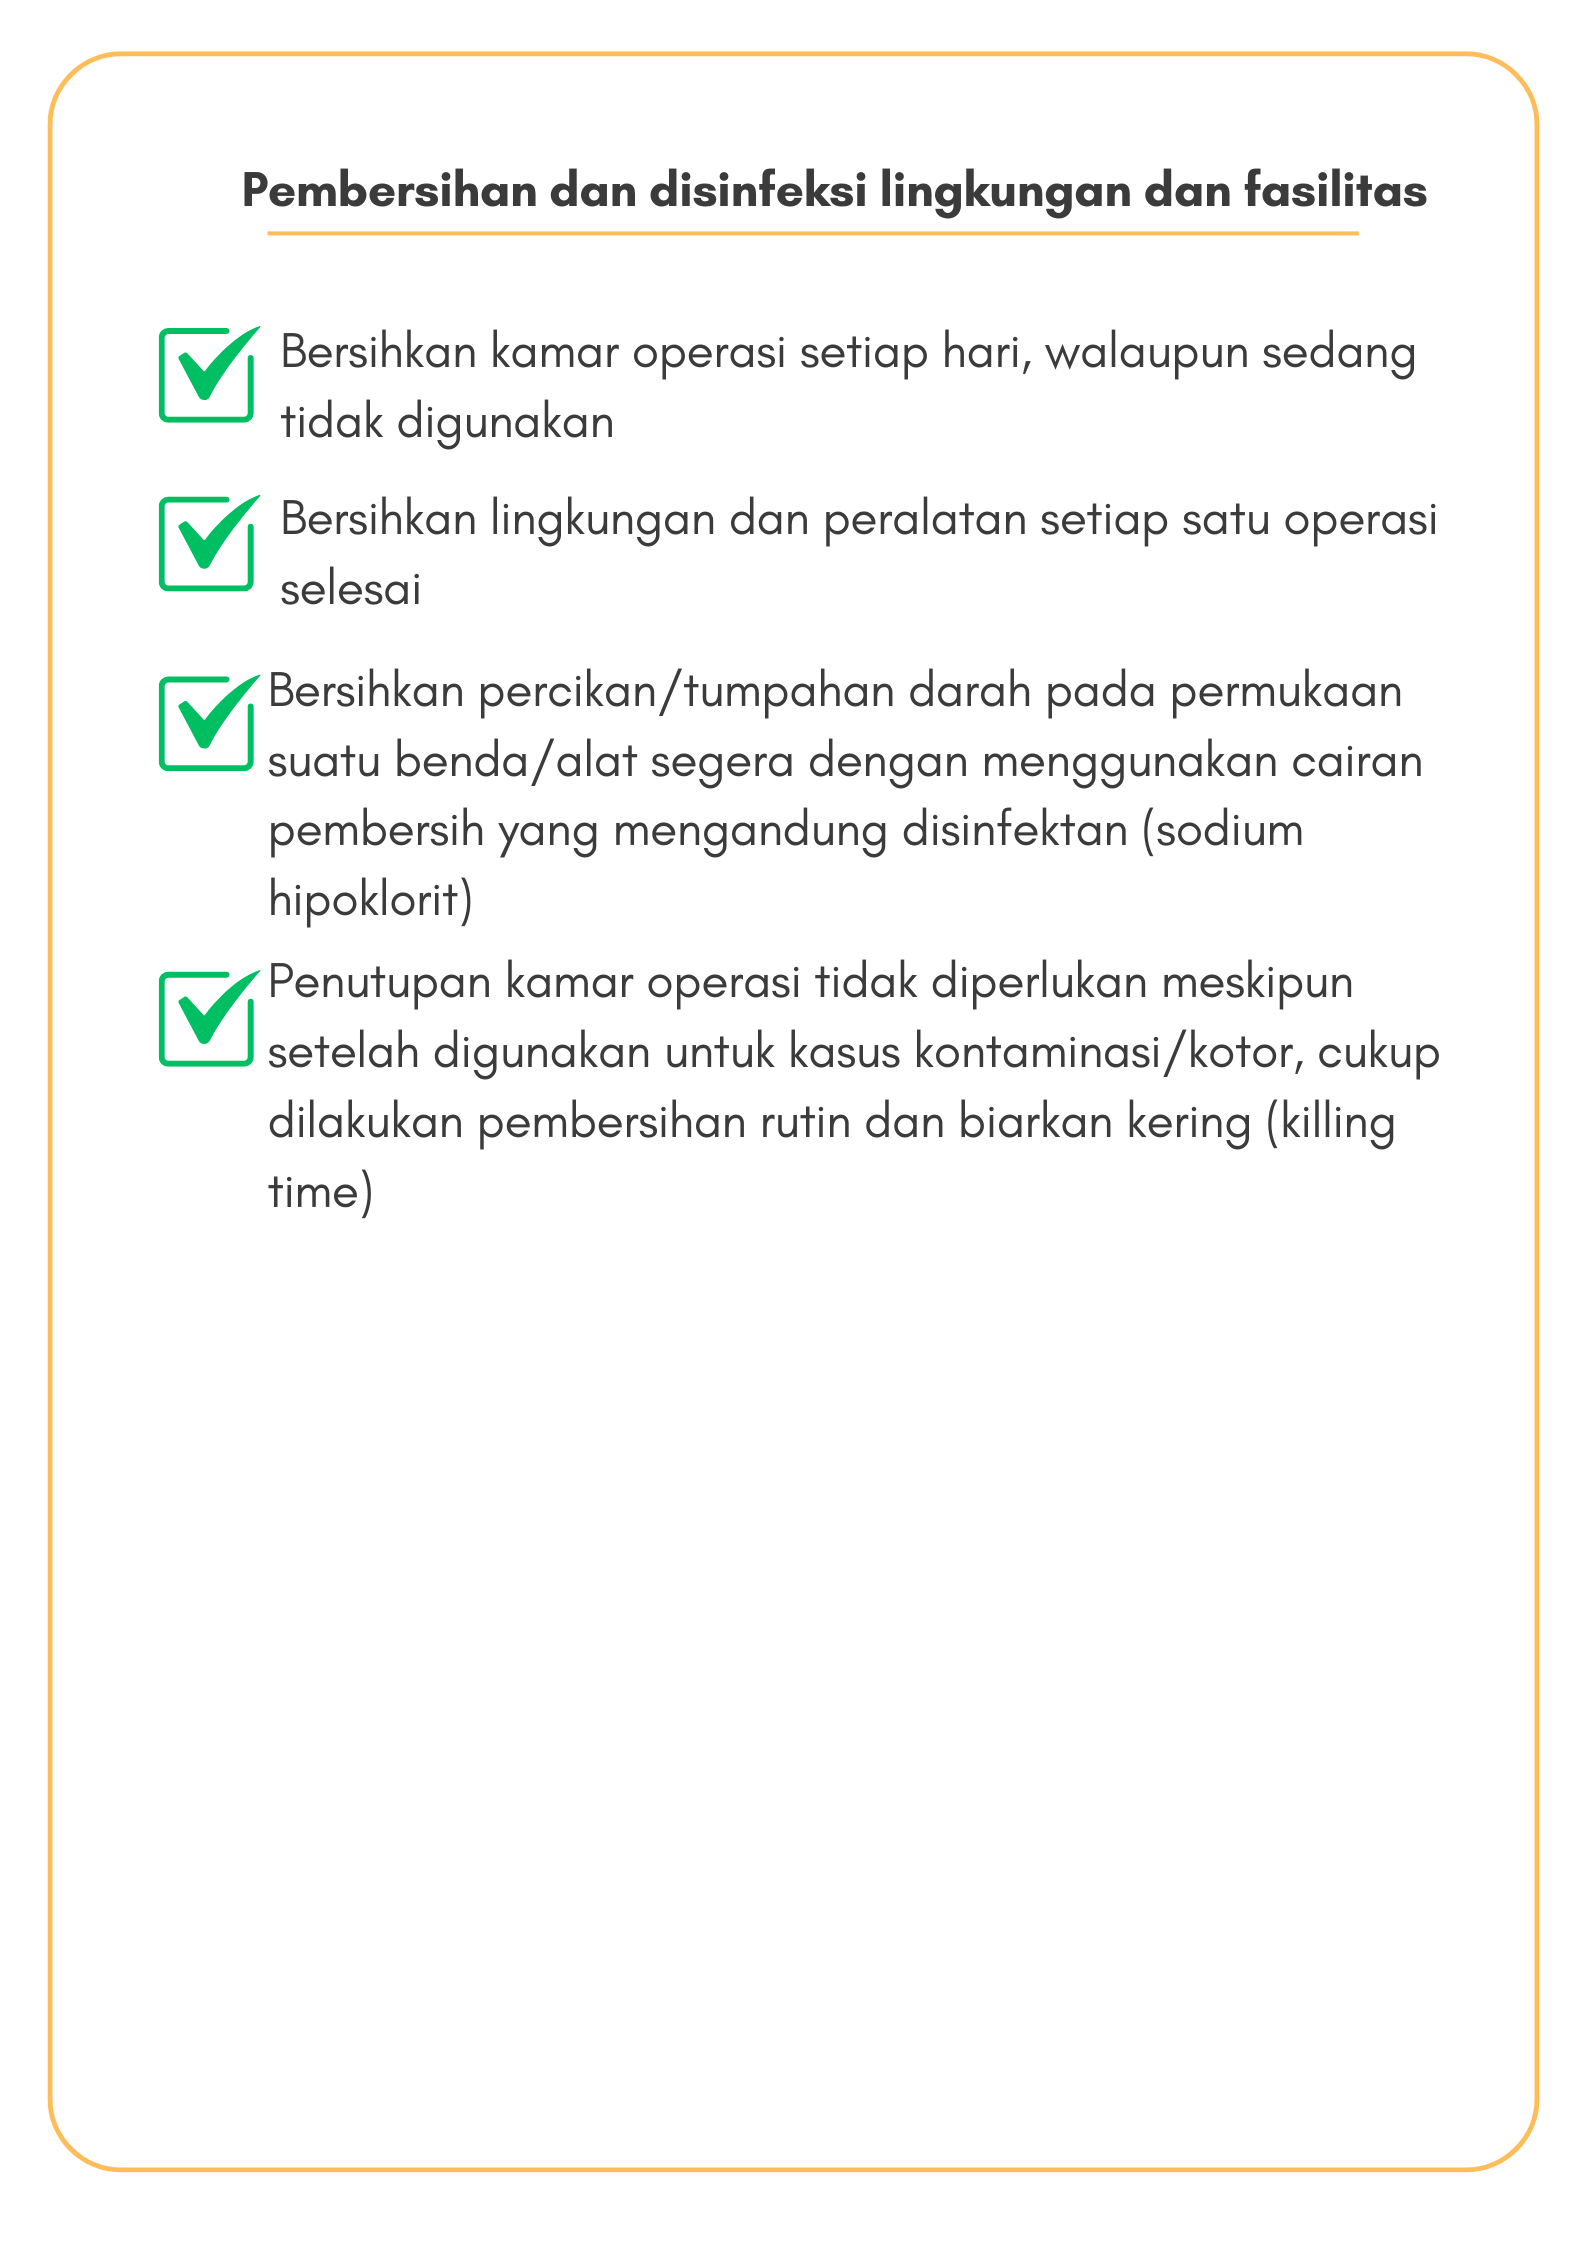 Pembersihan dan disinfeksi lingkungan dan fasilitas
Bersihkan kamar operasi setiap hari, walaupun sedang
tidak digunakan
Bersihkan lingkungan dan peralatan setiap satu operasi
selesai
Bersihkan percikan/tumpahan darah pada permukaan
suatu benda/alat segera dengan menggunakan cairan
pembersih yang mengandung disinfektan (sodium
hipoklorit)
Penutupan kamar operasi tidak diperlukan meskipun
setelah digunakan untuk kasus kontaminasi/kotor, cukup
dilakukan pembersihan rutin dan biarkan kering (killing
time)